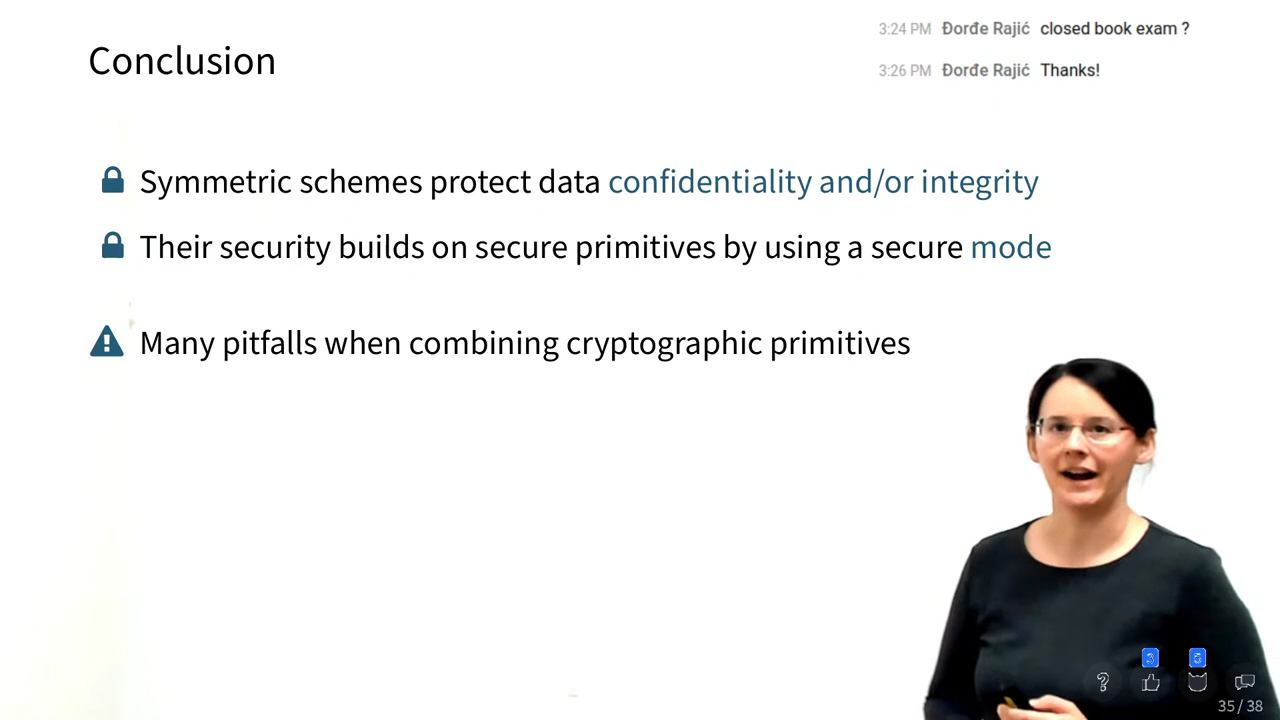 3:24 PM Đorđe Rajić closed book exam ?
Conclusion
3:26 PM Đorđe Rajić Thanks!
Symmetric schemes protect data confidentiality and/or integrity
Their security builds on secure primitives by using a secure mode
Many pitfalls when combining cryptographic primitives
35 / 38